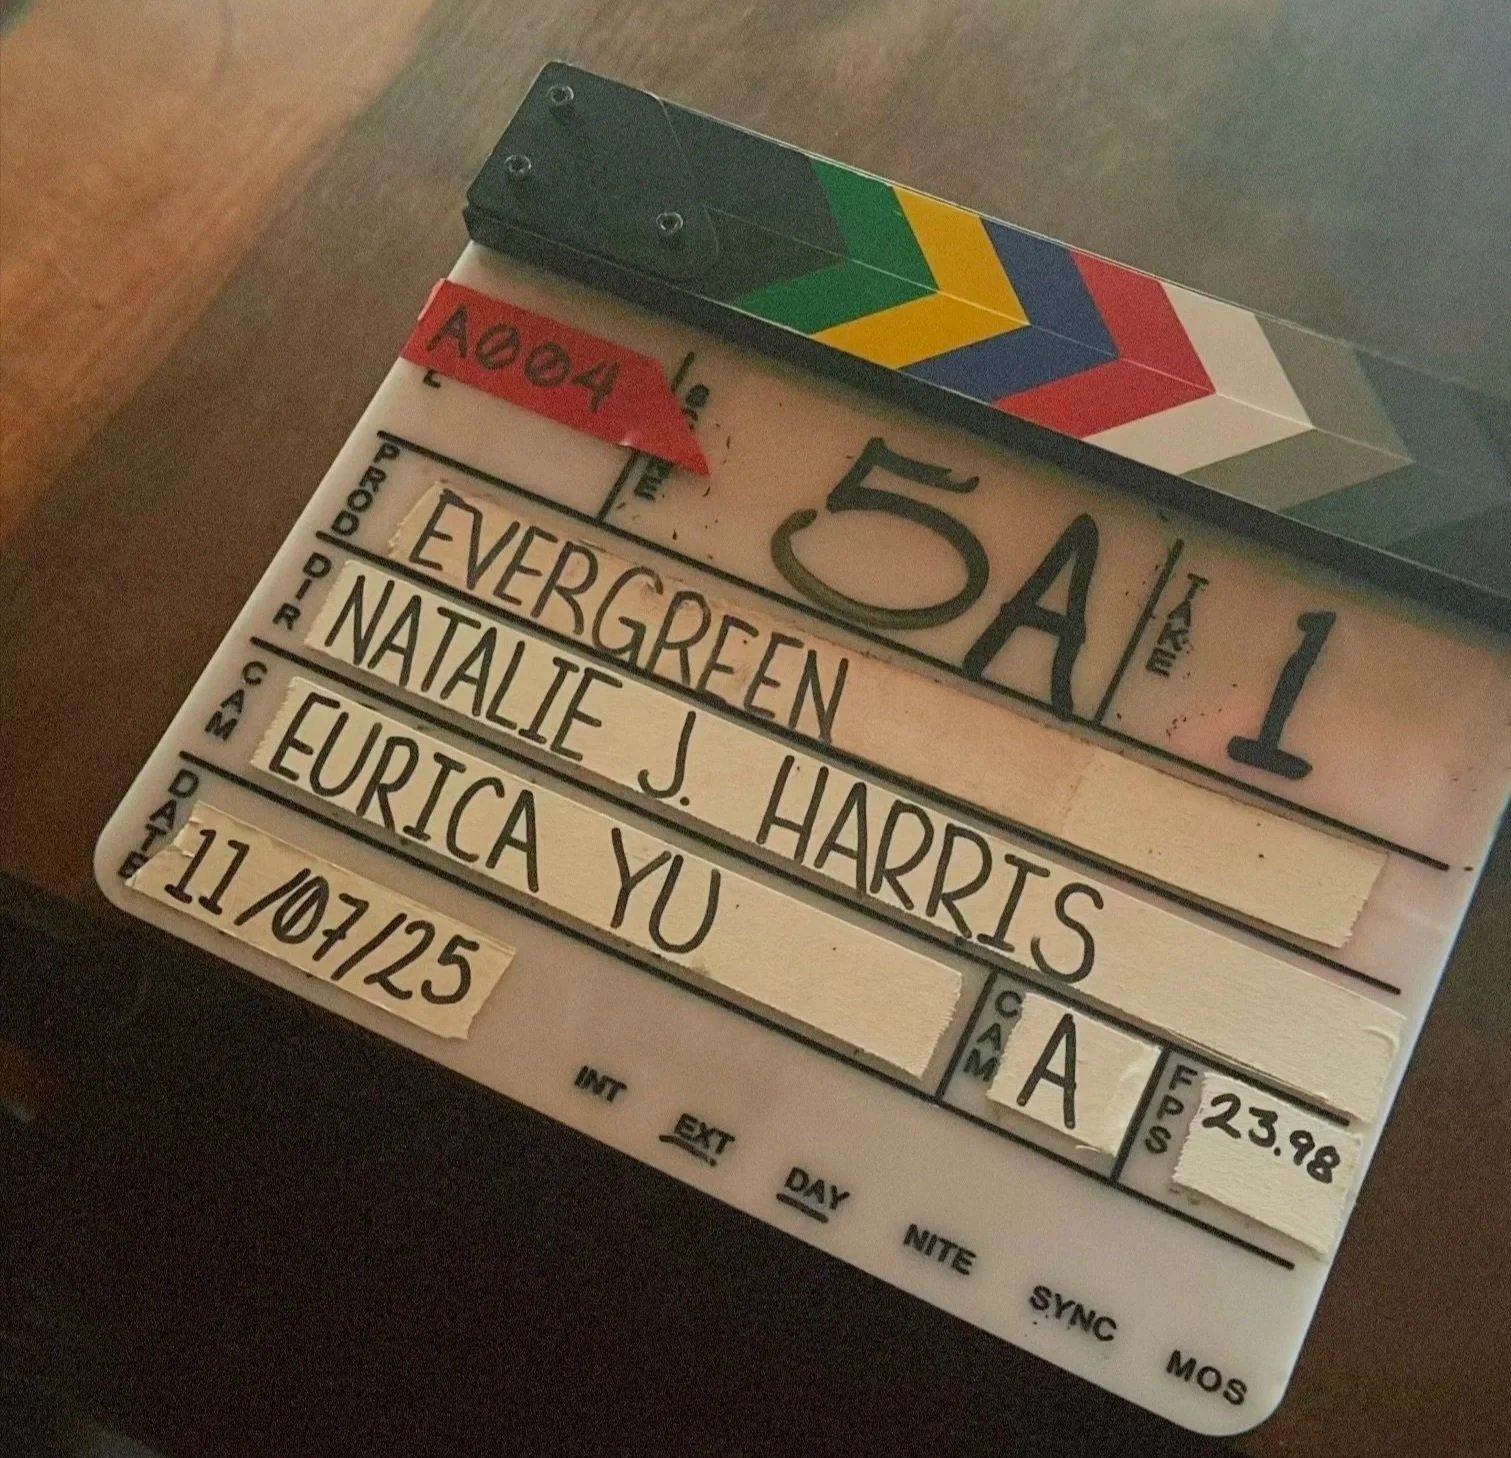 A004
SCENE 5A
TAKE 1
PROD EVERGREEN
DIR NATALIE J. HARRIS
CAM EURICA YU
CAM A
FPS 23.98
DATE 11/07/25
INT EXT DAY NITE SYNC MOS